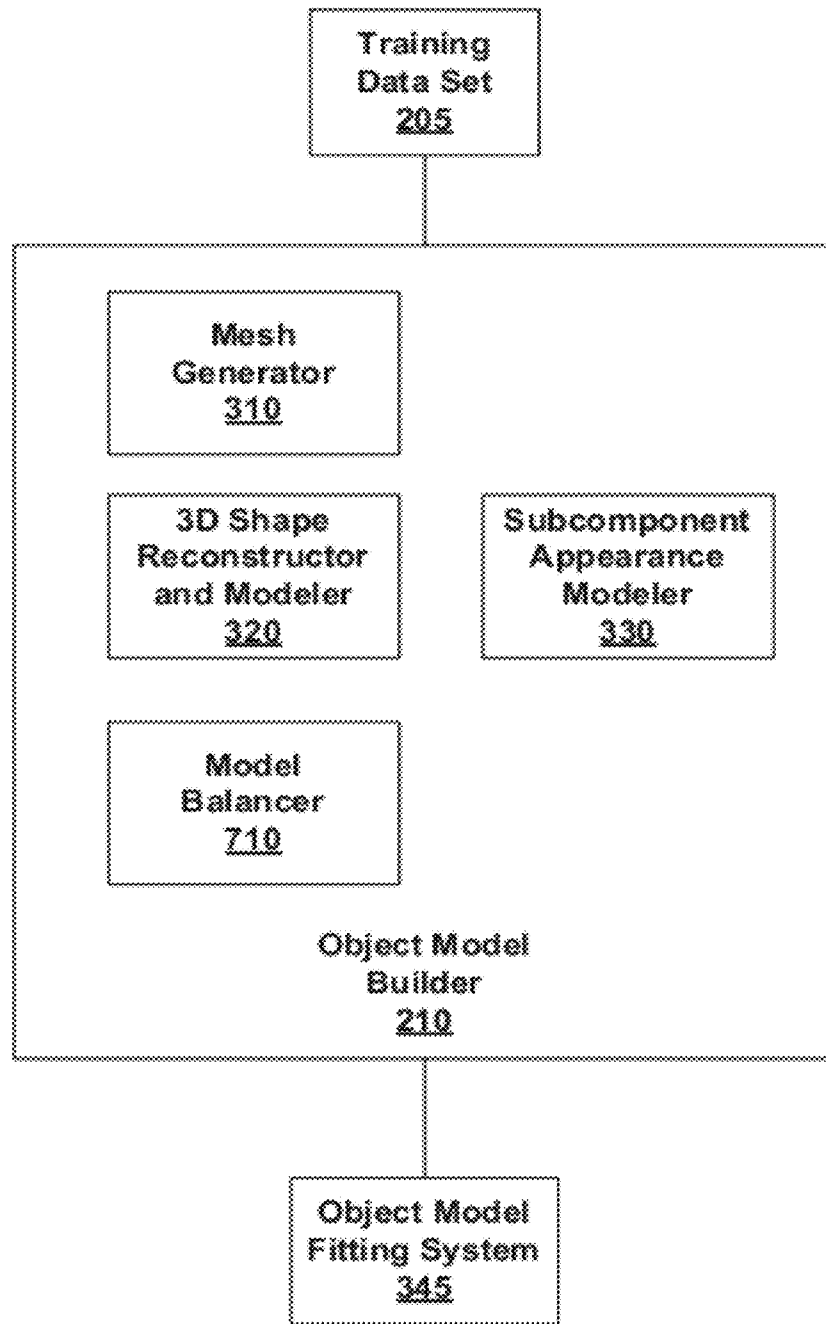 Training
Data Set
205
Mesh
Generator
310
3D Shape
Reconstructor
and Modeler
320
Subcomponent
Appearance
Modeler
330
Model
Balancer
710
Object Model
Builder
210
Object Model
Fitting System
345